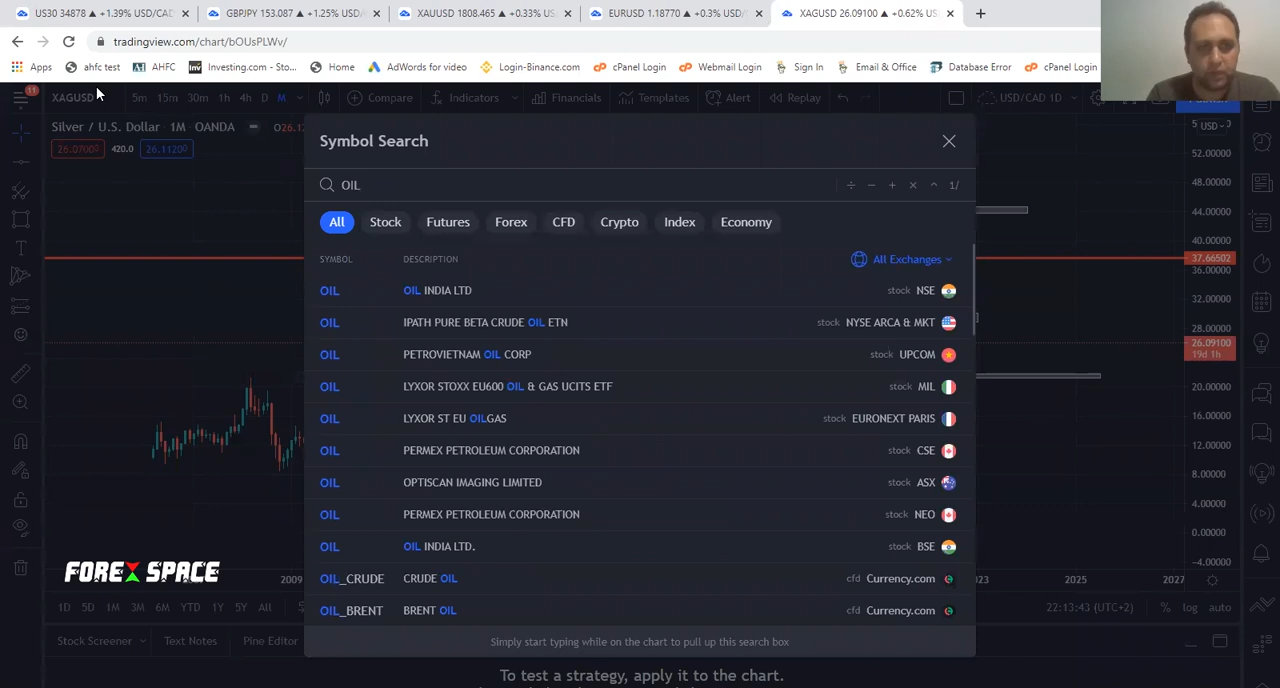 US30 34878 ▲ +1.39% USD/CAD
GBPJPY 153.087 ▲ +1.25% USD/
XAUUSD 1808.465 ▲ +0.33% US
EURUSD 1.18770 ▲ +0.3% USD/
XAGUSD 26.09100 ▲ +0.62% US
tradingview.com/chart/bOUsPLWv/
Apps
ahfc test
AHFC
Investing.com - Sto...
Home
AdWords for video
Login-Binance.com
cPanel Login
Webmail Login
Sign In
Email & Office
Database Error
cPanel Login
11
XAGUSD
5m 15m 30m 1h 4h D M
Compare
Indicators
Financials
Templates
Alert
Replay
USD/CAD 1D
Silver / U.S. Dollar · 1M · OANDA
26.07000 420.0 26.11200
USD
Symbol Search
OIL
÷ − + × ^ 1/
All Stock Futures Forex CFD Crypto Index Economy
SYMBOL DESCRIPTION All Exchanges
OIL OIL INDIA LTD stock NSE
OIL IPATH PURE BETA CRUDE OIL ETN stock NYSE ARCA & MKT
OIL PETROVIETNAM OIL CORP stock UPCOM
OIL LYXOR STOXX EU600 OIL & GAS UCITS ETF stock MIL
OIL LYXOR ST EU OILGAS stock EURONEXT PARIS
OIL PERMEX PETROLEUM CORPORATION stock CSE
OIL OPTISCAN IMAGING LIMITED stock ASX
OIL PERMEX PETROLEUM CORPORATION stock NEO
OIL OIL INDIA LTD. stock BSE
OIL_CRUDE CRUDE OIL cfd Currency.com
OIL_BRENT BRENT OIL cfd Currency.com
Simply start typing while on the chart to pull up this search box
52.00000
48.00000
44.00000
40.00000
37.66502
36.00000
32.00000
28.00000
26.09100
19d 1h
20.00000
16.00000
12.00000
8.00000
4.00000
0.00000
-4.00000
FOREX SPACE
2009
2025
2027
1D 5D 1M 3M 6M YTD 1Y 5Y All
22:13:43 (UTC+2)
% log auto
Stock Screener
Text Notes
Pine Editor
To test a strategy, apply it to the chart.